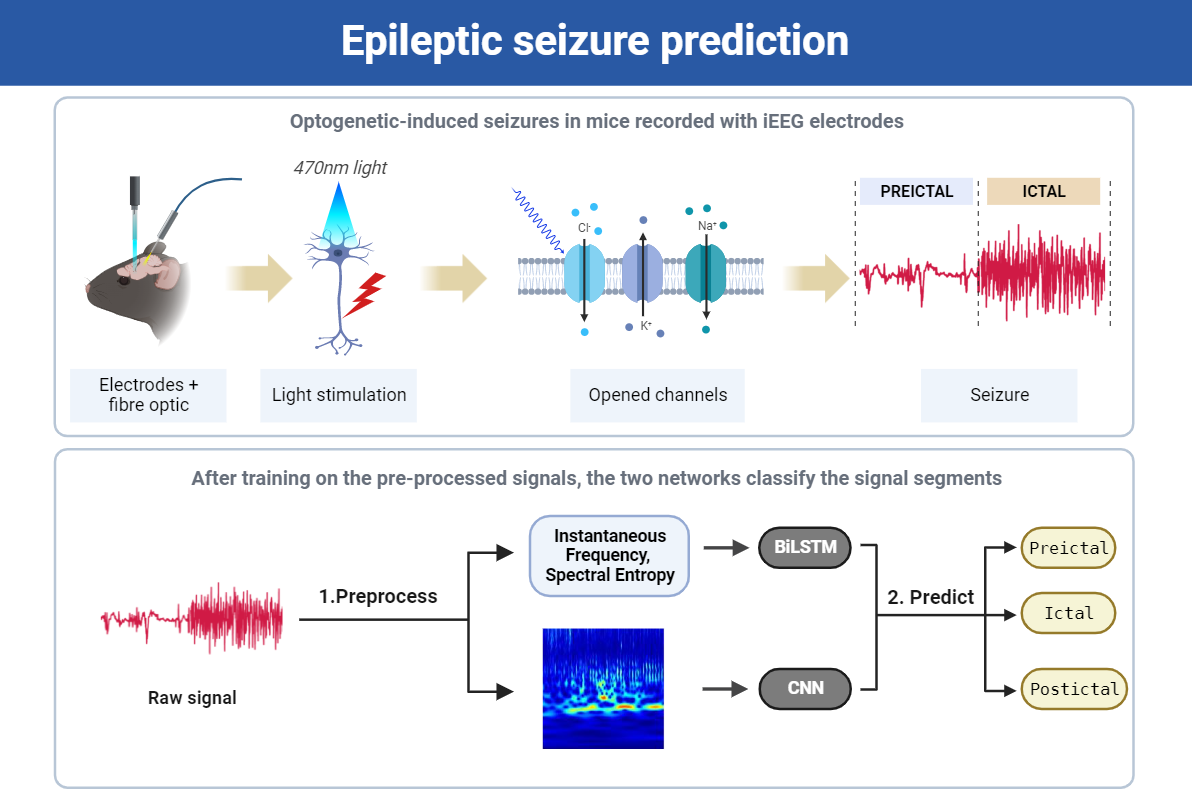 Epileptic seizure prediction
Optogenetic-induced seizures in mice recorded with iEEG electrodes
470nm light
Cl-
Na+
K+
PREICTAL
ICTAL
Electrodes +
fibre optic
Light stimulation
Opened channels
Seizure
After training on the pre-processed signals, the two networks classify the signal segments
Raw signal
1.Preprocess
Instantaneous
Frequency,
Spectral Entropy
BiLSTM
CNN
2. Predict
Preictal
Ictal
Postictal